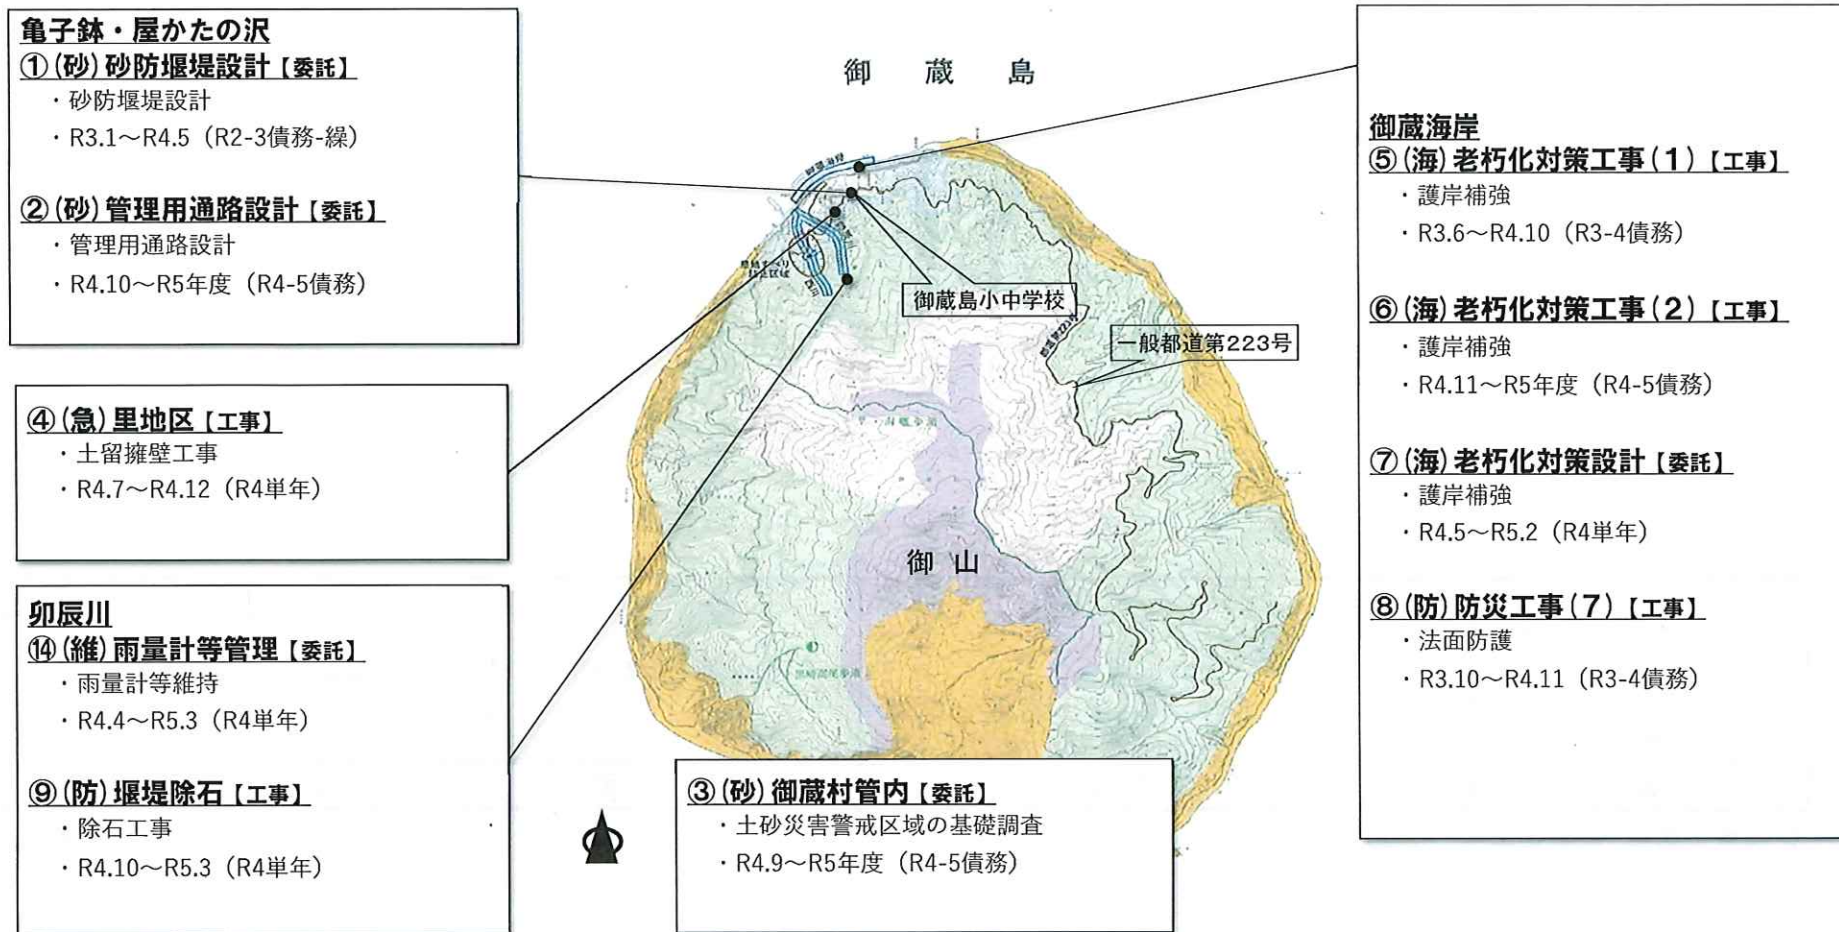 亀子鉢・屋かたの沢
①(砂)砂防堰堤設計【委託】
・砂防堰堤設計
・R3.1～R4.5（R2-3債務-繰）
②(砂)管理用通路設計【委託】
・管理用通路設計
・R4.10～R5年度（R4-5債務）
④(急)里地区【工事】
・土留擁壁工事
・R4.7～R4.12（R4単年）
卯辰川
⑭(維)雨量計等管理【委託】
・雨量計等維持
・R4.4～R5.3（R4単年）
⑨(防)堰堤除石【工事】
・除石工事
・R4.10～R5.3（R4単年）
御蔵島
御蔵島小中学校
一般都道第223号
御山
③(砂)御蔵村管内【委託】
・土砂災害警戒区域の基礎調査
・R4.9～R5年度（R4-5債務）
御蔵海岸
⑤(海)老朽化対策工事(1)【工事】
・護岸補強
・R3.6～R4.10（R3-4債務）
⑥(海)老朽化対策工事(2)【工事】
・護岸補強
・R4.11～R5年度（R4-5債務）
⑦(海)老朽化対策設計【委託】
・護岸補強
・R4.5～R5.2（R4単年）
⑧(防)防災工事(7)【工事】
・法面防護
・R3.10～R4.11（R3-4債務）